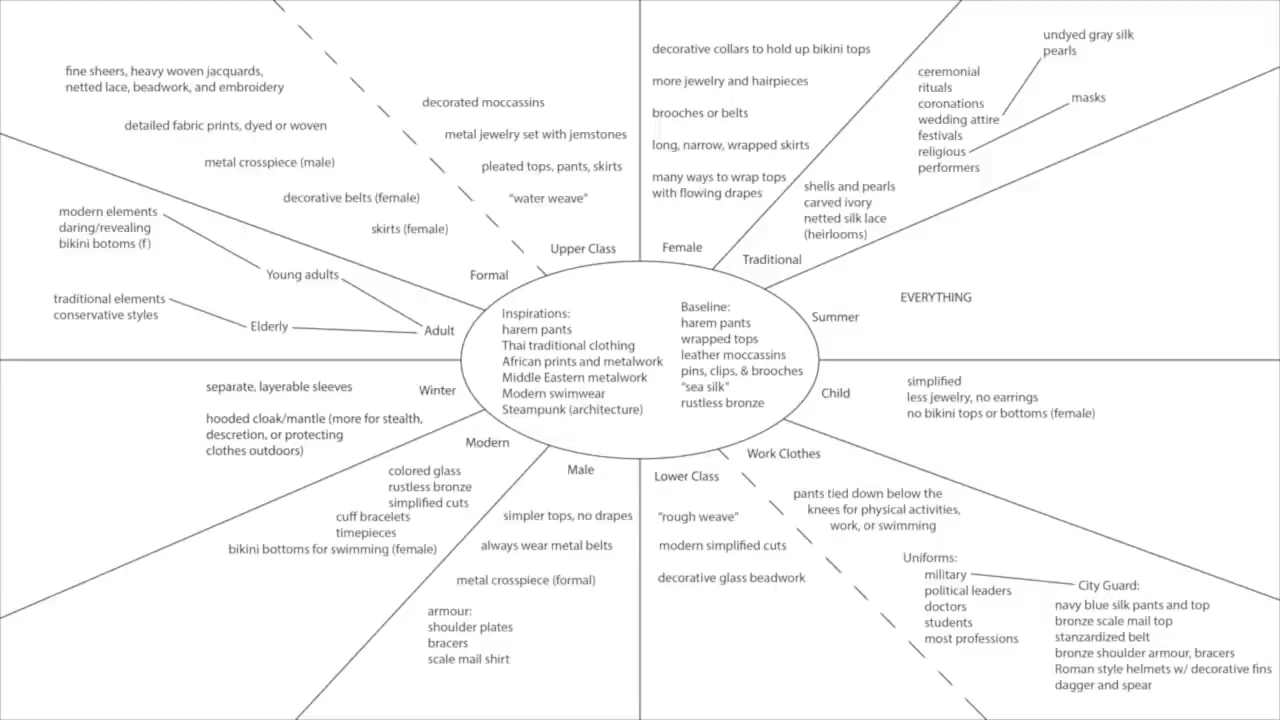 fine sheers, heavy woven jacquards,
netted lace, beadwork, and embroidery
detailed fabric prints, dyed or woven
metal crosspiece (male)
decorative belts (female)
skirts (female)
Formal
decorated moccassins
metal jewelry set with jemstones
pleated tops, pants, skirts
“water weave”
Upper Class
decorative collars to hold up bikini tops
more jewelry and hairpieces
brooches or belts
long, narrow, wrapped skirts
many ways to wrap tops
with flowing drapes
Female
undyed gray silk
pearls
masks
ceremonial
rituals
coronations
wedding attire
festivals
religious
performers
shells and pearls
carved ivory
netted silk lace
(heirlooms)
Traditional
EVERYTHING
Summer
modern elements
daring/revealing
bikini botoms (f)
Young adults
traditional elements
conservative styles
Elderly
Adult
Inspirations:
harem pants
Thai traditional clothing
African prints and metalwork
Middle Eastern metalwork
Modern swimwear
Steampunk (architecture)
Baseline:
harem pants
wrapped tops
leather moccassins
pins, clips, & brooches
“sea silk”
rustless bronze
separate, layerable sleeves
Winter
hooded cloak/mantle (more for stealth,
descretion, or protecting
clothes outdoors)
Child
simplified
less jewelry, no earrings
no bikini tops or bottoms (female)
Modern
colored glass
rustless bronze
simplified cuts
cuff bracelets
timepieces
bikini bottoms for swimming (female)
Male
simpler tops, no drapes
always wear metal belts
metal crosspiece (formal)
armour:
shoulder plates
bracers
scale mail shirt
Lower Class
“rough weave”
modern simplified cuts
decorative glass beadwork
Work Clothes
pants tied down below the
knees for physical activities,
work, or swimming
Uniforms:
military
political leaders
doctors
students
most professions
City Guard:
navy blue silk pants and top
bronze scale mail top
stanzardized belt
bronze shoulder armour, bracers
Roman style helmets w/ decorative fins
dagger and spear